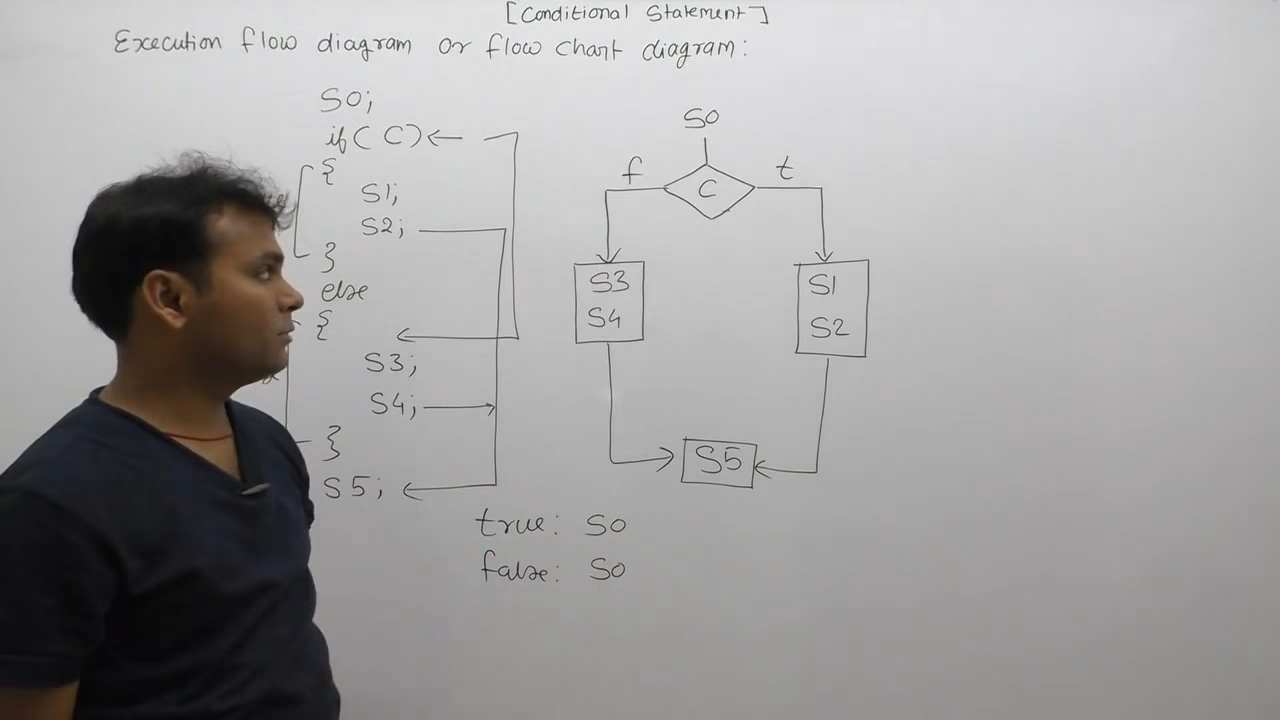 [Conditional Statement]
Execution flow diagram or flow chart diagram:
S0;
if( C)
{
S1;
S2;
}
else
{
S3;
S4;
}
S5;
S0
f
t
C
S3
S4
S1
S2
S5
true: S0
false: S0